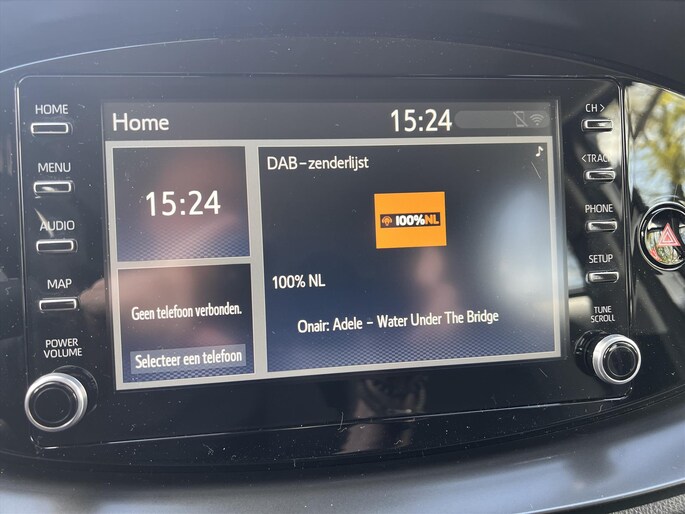 HOME
MENU
AUDIO
MAP
POWER
VOLUME
Home
15:24
15:24
Geen telefoon verbonden.
Selecteer een telefoon
DAB-zenderlijst
100%NL
100% NL
Onair: Adele - Water Under The Bridge
CH >
<TRACK
PHONE
SETUP
TUNE
SCROLL